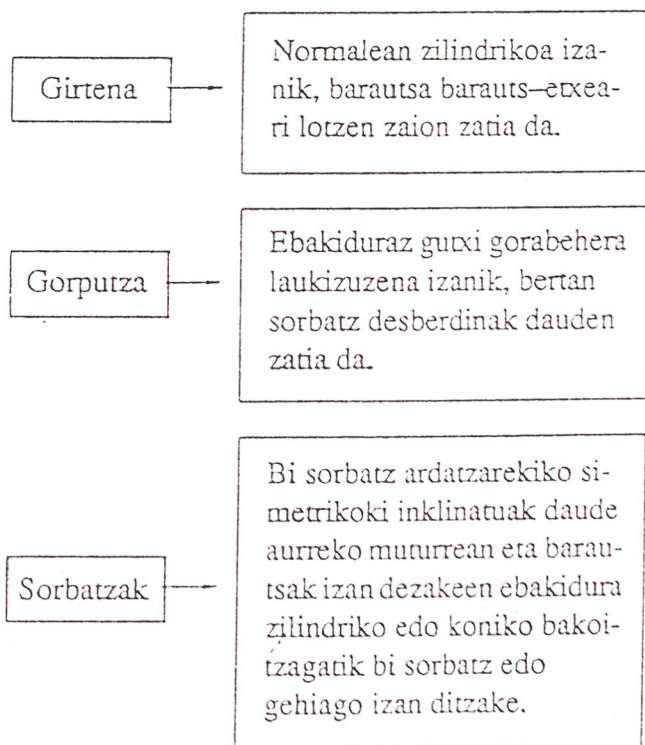 Girtena
Normalean zilindrikoa iza-
nik, barautsa barauts–etxea-
ri lotzen zaion zatia da.
Gorputza
Ebakiduraz gutxi gorabehera
laukizuzena izanik, bertan
sorbatz desberdinak dauden
zatia da.
Sorbatzak
Bi sorbatz ardatzarekiko si-
metrikoki inklinatuak daude
aurreko muturrean eta barau-
tsak izan dezakeen ebakidura
zilindriko edo koniko bakoi-
tzagatik bi sorbatz edo
gehiago izan ditzake.